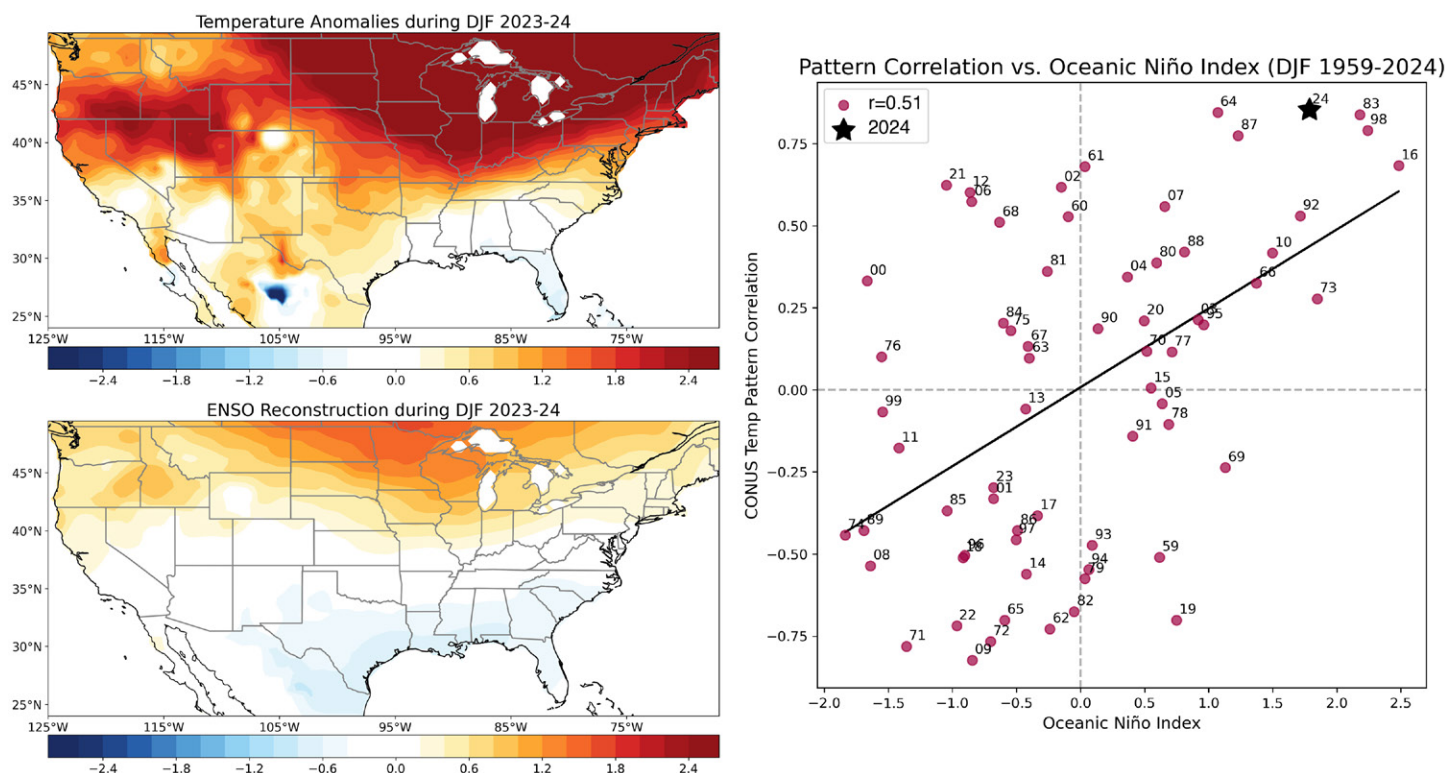 Temperature Anomalies during DJF 2023-24
45°N
40°N
35°N
30°N
25°N
125°W 115°W 105°W 95°W 85°W 75°W
−2.4 −1.8 −1.2 −0.6 0.0 0.6 1.2 1.8 2.4
ENSO Reconstruction during DJF 2023-24
45°N
40°N
35°N
30°N
25°N
125°W 115°W 105°W 95°W 85°W 75°W
−2.4 −1.8 −1.2 −0.6 0.0 0.6 1.2 1.8 2.4
Pattern Correlation vs. Oceanic Niño Index (DJF 1959-2024)
r=0.51
2024
CONUS Temp Pattern Correlation
0.75
0.50
0.25
0.00
−0.25
−0.50
−0.75
64 24 83
98
87
61 16
21 12 02
06
07
60 92
68
88 10
81 04 80
66
00
73
84 20
75 90 95
67
76 63 70 77
15 05
13
99 78
91
11
69
23
01
85 17
74 89 86
97 93
96
08 14 94 59
79
82
22 65 62 19
71 72
09
−2.0 −1.5 −1.0 −0.5 0.0 0.5 1.0 1.5 2.0 2.5
Oceanic Niño Index